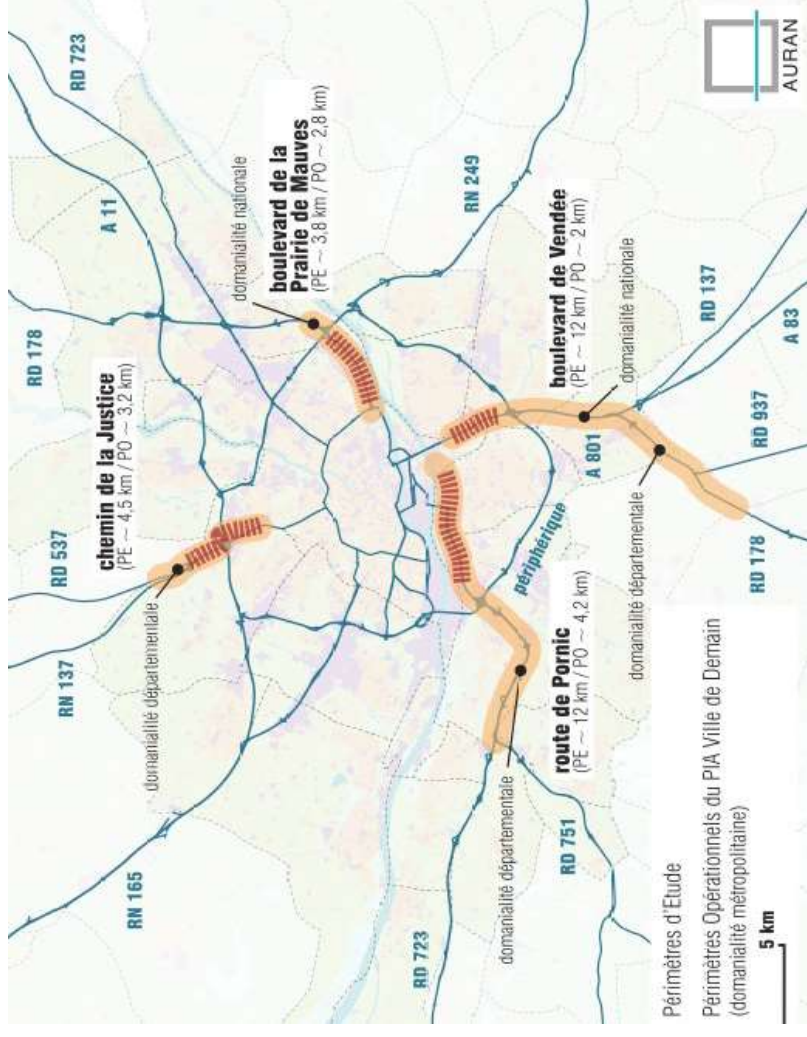 RN 165
RN 137
RD 537
RD 178
A 11
RD 723
domanialité départementale
chemin de la Justice
(PE ~ 4,5 km / PO ~ 3,2 km)
domanialité nationale
boulevard de la
Prairie de Mauves
(PE ~ 3,8 km / PO ~ 2,8 km)
RN 249
RD 723
domanialité départementale
RD 751
route de Pornic
(PE ~ 12 km / PO ~ 4,2 km)
périphérique
A 801
boulevard de Vendée
(PE ~ 12 km / PO ~ 2 km)
domanialité nationale
domanialité départementale
RD 178
RD 937
RD 137
A 83
Périmètres d'Etude
Périmètres Opérationnels du PIA Ville de Demain
(domanialité métropolitaine)
5 km
AURAN